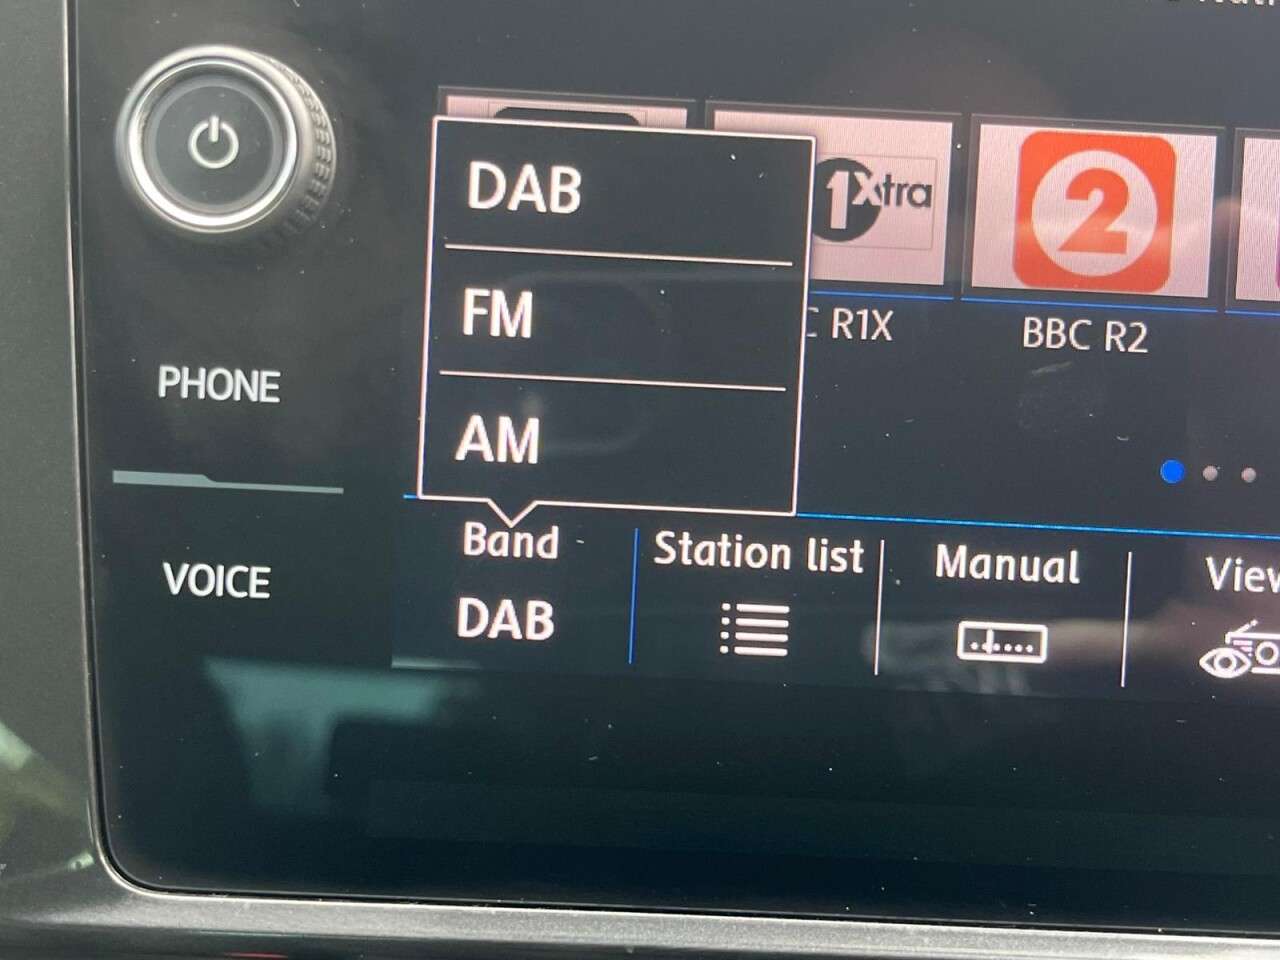 DAB
FM
AM
1Xtra
2
R1X
BBC R2
PHONE
VOICE
Band
DAB
Station list
Manual